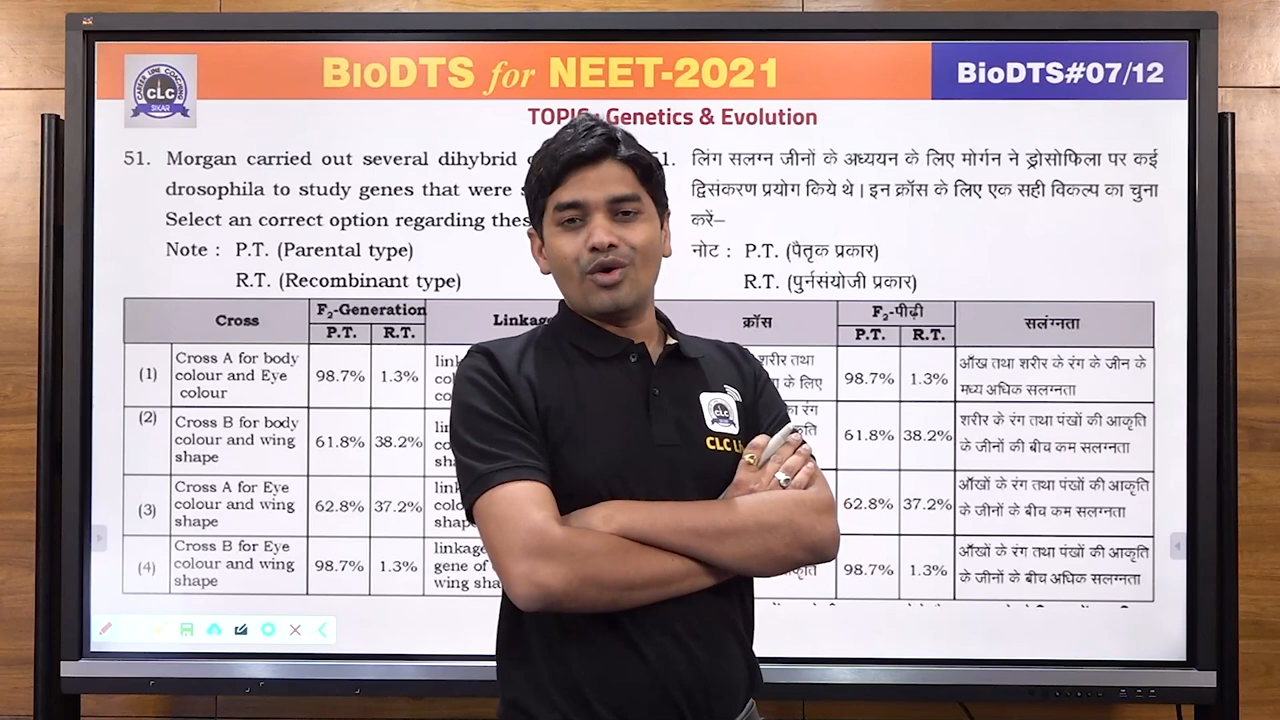 BIODTS for NEET-2021
BioDTS#07/12
CLC
SIKAR
Genetics & Evolution
51. Morgan carried out several dihybrid
drosophila to study genes that were
Select an correct option regarding
Note : P.T. (Parental type)
R.T. (Recombinant type)
Cross F2-Generation
P.T. R.T.
(1) Cross A for body colour and Eye colour 98.7% 1.3%
(2) Cross B for body colour and wing shape 61.8% 38.2%
(3) Cross A for Eye colour and wing shape 62.8% 37.2%
(4) Cross B for Eye colour and wing shape 98.7% 1.3% linkage gene of wing
लिंग सलग्न जीनों के अध्ययन के लिए मोर्गन ने ड्रोसोफिला पर कई
द्विसंकरण प्रयोग किये थे। इन क्रॉस के लिए एक सही विकल्प का चुना
करें–
नोट : P.T. (पैतृक प्रकार)
R.T. (पुर्नसंयोजी प्रकार)
क्रॉस F2-पीढ़ी सलंग्नता
P.T. R.T.
शरीर तथा के लिए 98.7% 1.3% आँख तथा शरीर के रंग के जीन के मध्य अधिक सलग्नता
रंग 61.8% 38.2% शरीर के रंग तथा पंखों की आकृति के जीनों की बीच कम सलग्नता
62.8% 37.2% आँखों के रंग तथा पंखों की आकृति के जीनों के बीच कम सलग्नता
98.7% 1.3% आँखों के रंग तथा पंखों की आकृति के जीनों के बीच अधिक सलग्नता
CLC